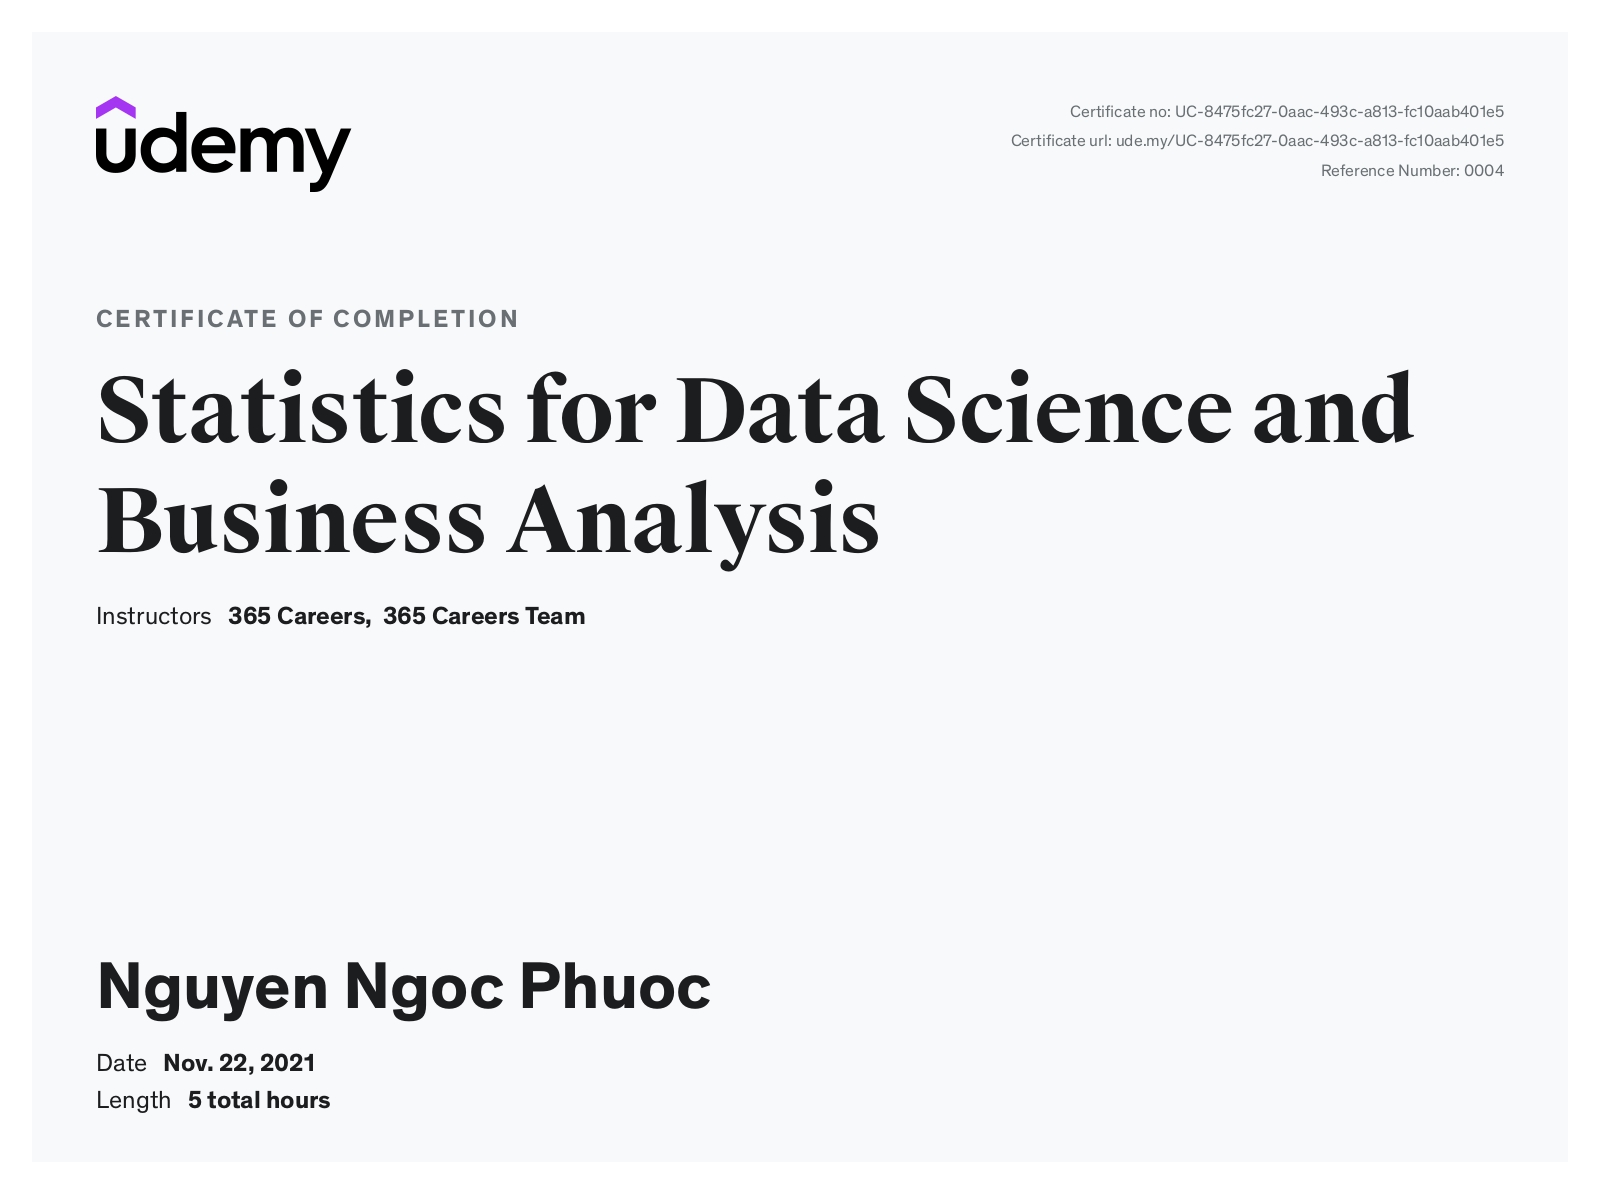 udemy
Certificate no: UC-8475fc27-0aac-493c-a813-fc10aab401e5
Certificate url: ude.my/UC-8475fc27-0aac-493c-a813-fc10aab401e5
Reference Number: 0004
CERTIFICATE OF COMPLETION
Statistics for Data Science and
Business Analysis
Instructors 365 Careers, 365 Careers Team
Nguyen Ngoc Phuoc
Date Nov. 22, 2021
Length 5 total hours